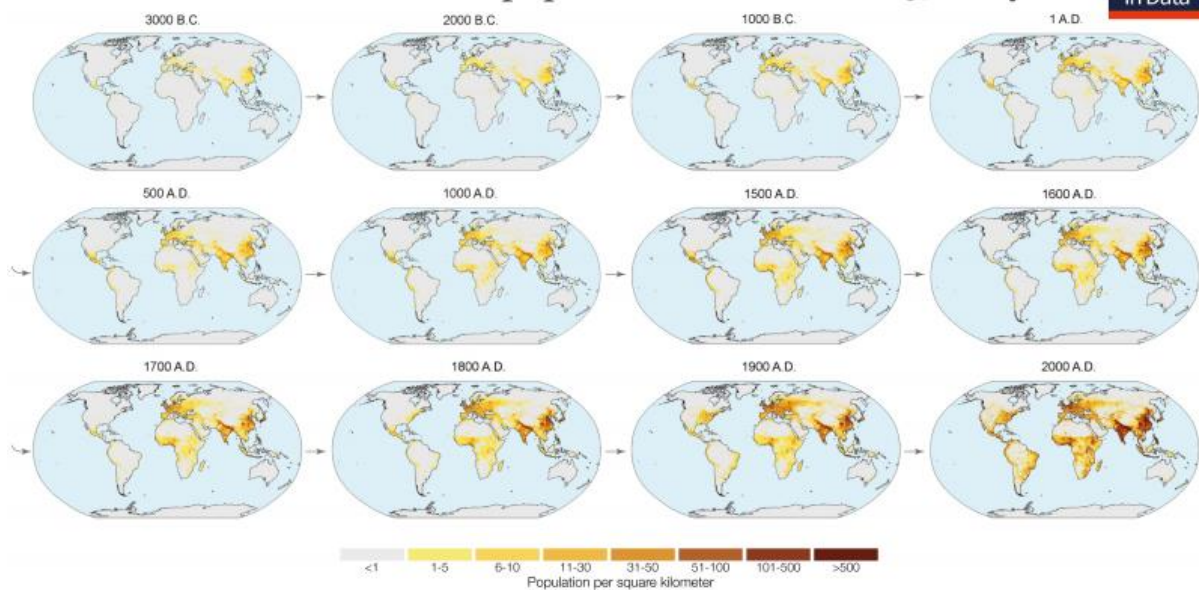 in Data
3000 B.C.
2000 B.C.
1000 B.C.
1 A.D.
500 A.D.
1000 A.D.
1500 A.D.
1600 A.D.
1700 A.D.
1800 A.D.
1900 A.D.
2000 A.D.
<1
1-5
6-10
11-30
31-50
51-100
101-500
>500
Population per square kilometer